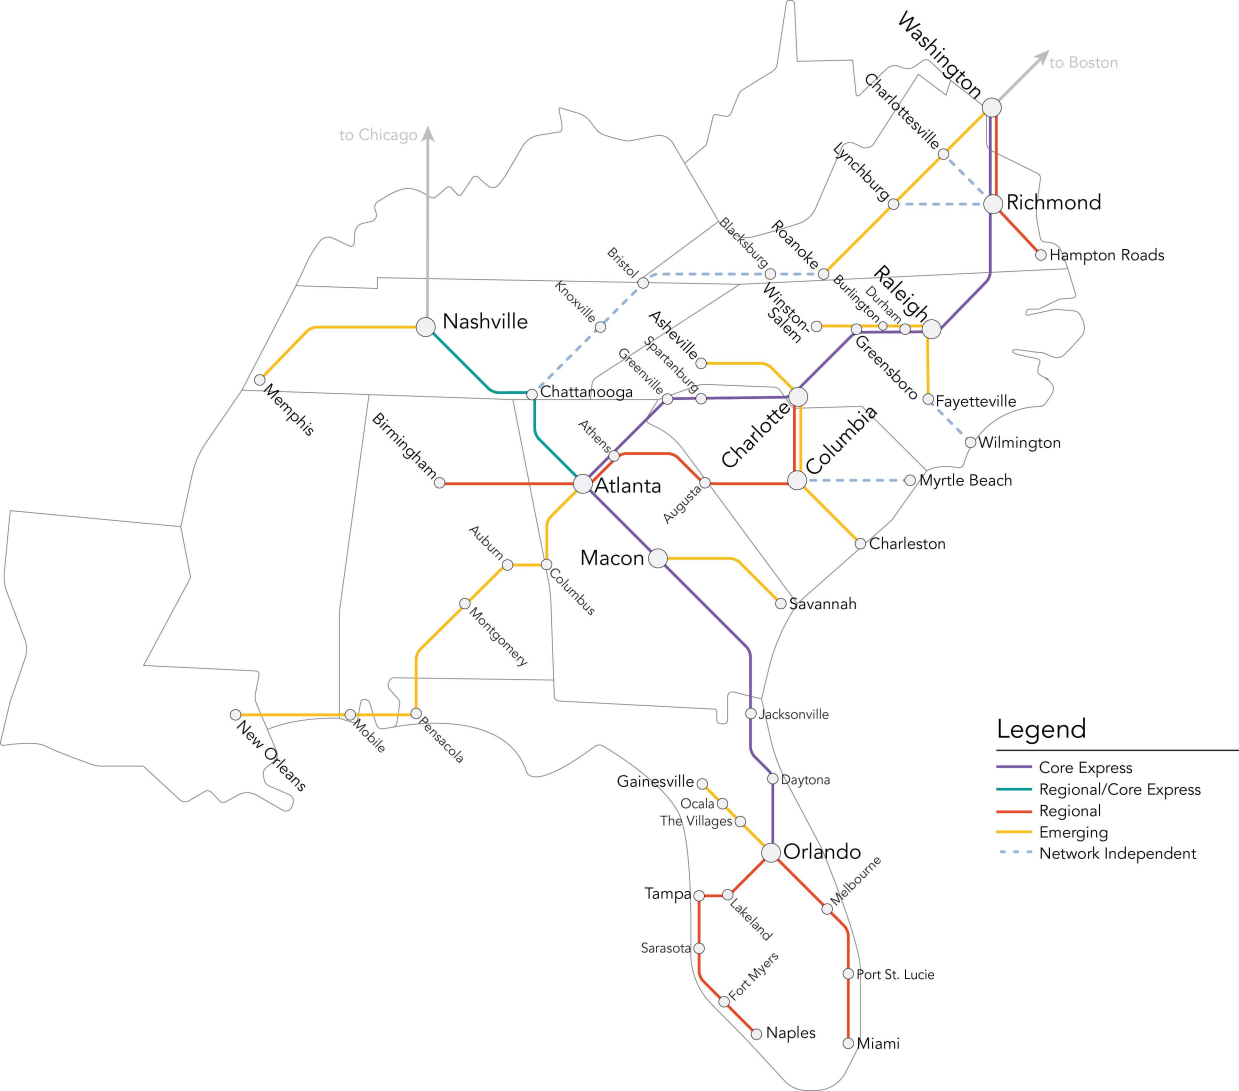 Washington
to Boston
Charlottesville
to Chicago
Lynchburg
Richmond
Blacksburg
Roanoke
Hampton Roads
Bristol
Knoxville
Nashville
Winston-
Salem
Burlington
Durham
Raleigh
Asheville
Spartanburg
Greenville
Greensboro
Memphis
Chattanooga
Fayetteville
Wilmington
Birmingham
Athens
Charlotte
Columbia
Atlanta
Augusta
Myrtle Beach
Auburn
Macon
Charleston
Columbus
Montgomery
Savannah
New Orleans
Mobile
Pensacola
Jacksonville
Gainesville
Daytona
Ocala
The Villages
Orlando
Tampa
Lakeland
Melbourne
Sarasota
Fort Myers
Port St. Lucie
Naples
Miami
Legend
Core Express
Regional/Core Express
Regional
Emerging
Network Independent